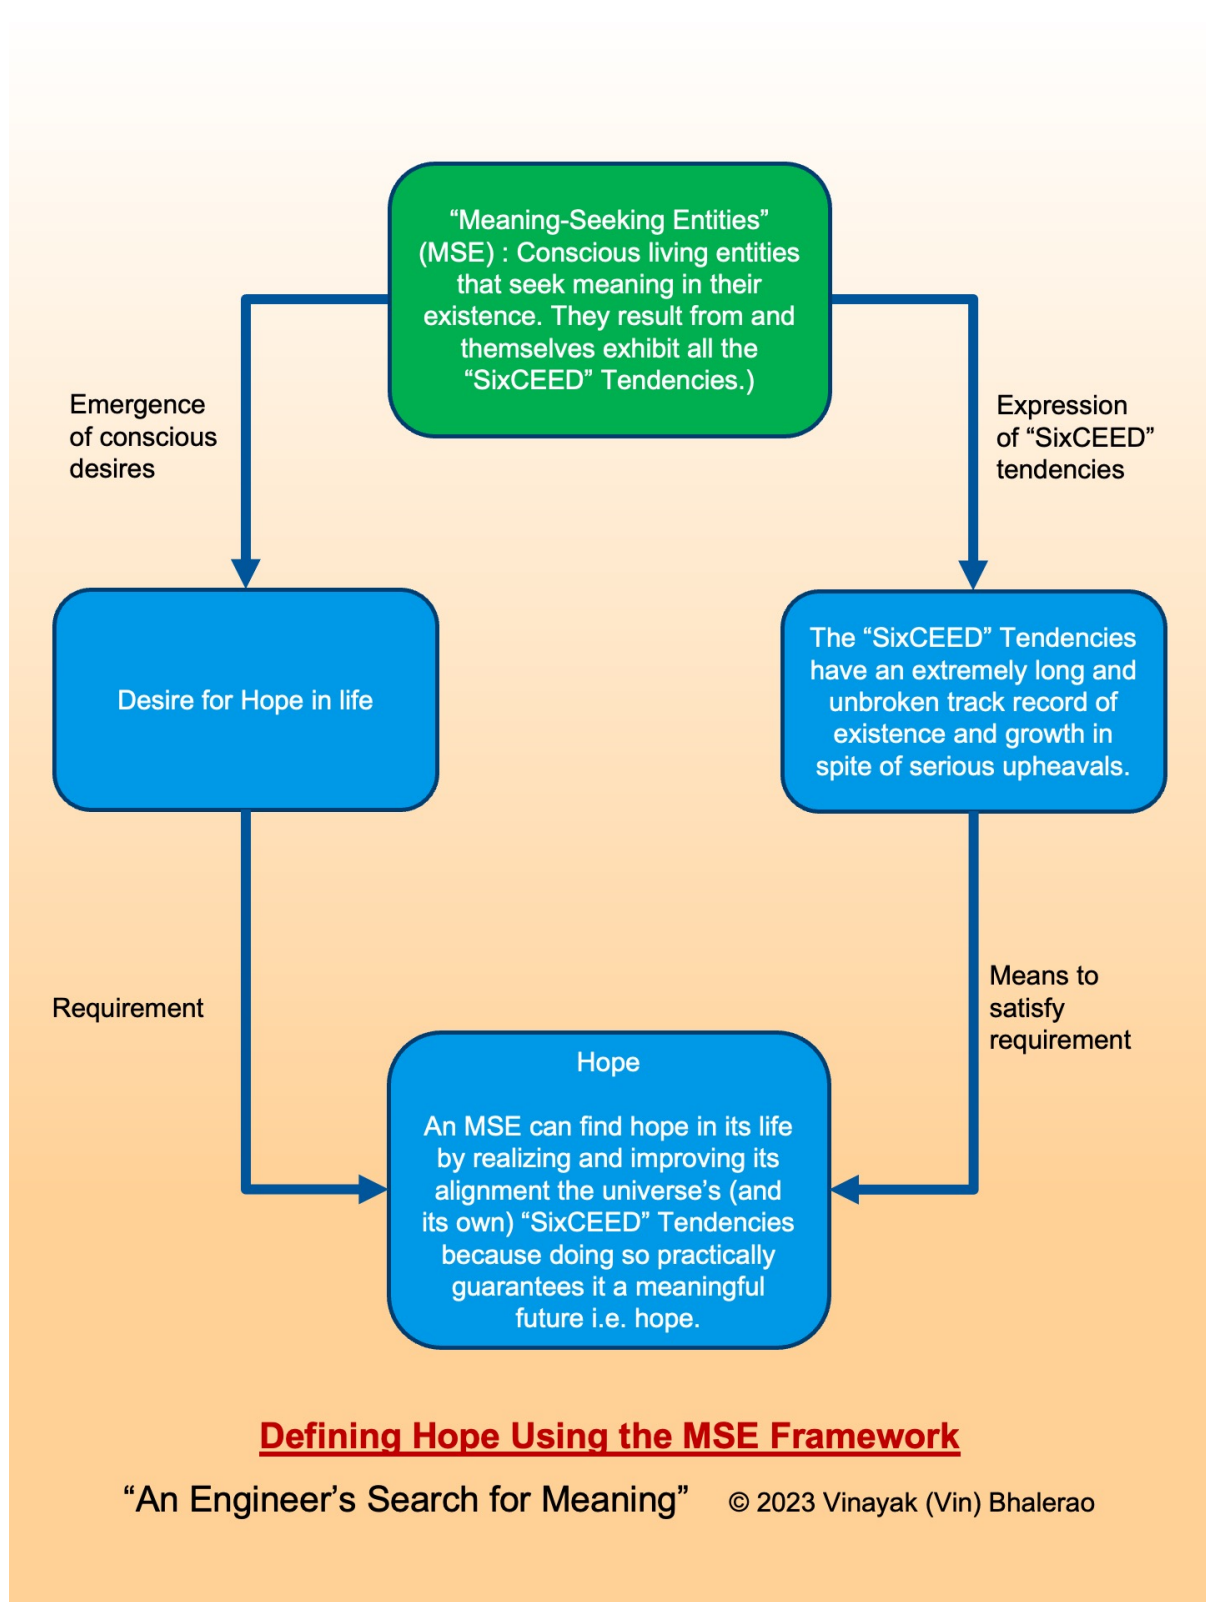 “Meaning-Seeking Entities”
(MSE) : Conscious living entities
that seek meaning in their
existence. They result from and
themselves exhibit all the
“SixCEED” Tendencies.)
Emergence
of conscious
desires
Expression
of “SixCEED”
tendencies
Desire for Hope in life
The “SixCEED” Tendencies
have an extremely long and
unbroken track record of
existence and growth in
spite of serious upheavals.
Requirement
Means to
satisfy
requirement
Hope
An MSE can find hope in its life
by realizing and improving its
alignment the universe’s (and
its own) “SixCEED” Tendencies
because doing so practically
guarantees it a meaningful
future i.e. hope.
Defining Hope Using the MSE Framework
“An Engineer’s Search for Meaning” © 2023 Vinayak (Vin) Bhalerao